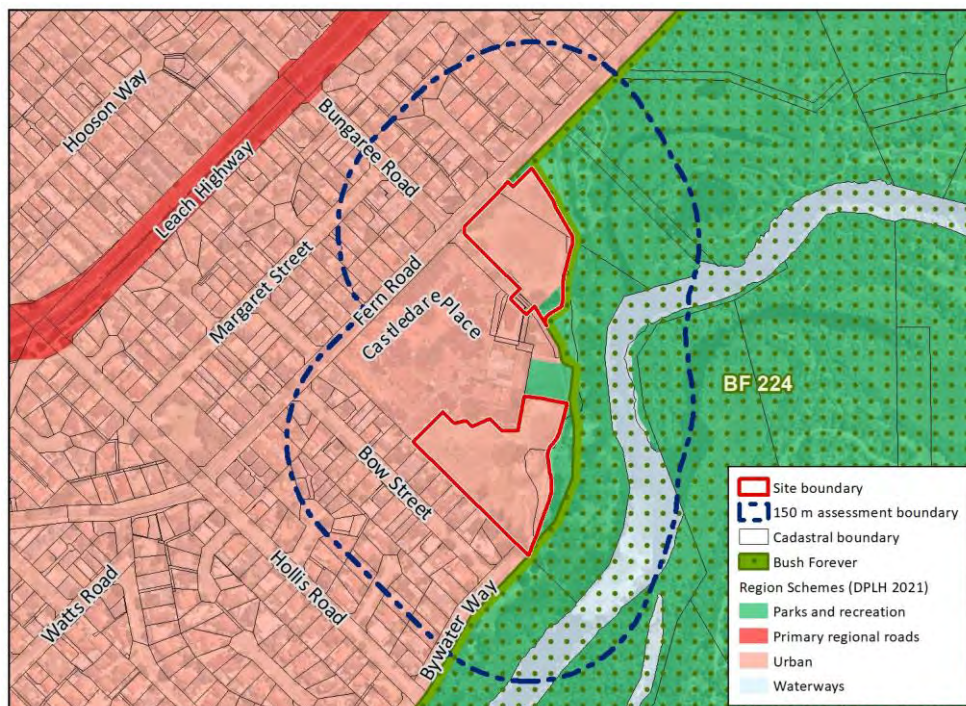 Hooson Way
Bungaree Road
Leach Highway
Margaret Street
Fern Road
Castledare Place
BF 224
Bow Street
Hollis Road
Watts Road
Bywater Way
Site boundary
150 m assessment boundary
Cadastral boundary
Bush Forever
Region Schemes (DPLH 2021)
Parks and recreation
Primary regional roads
Urban
Waterways